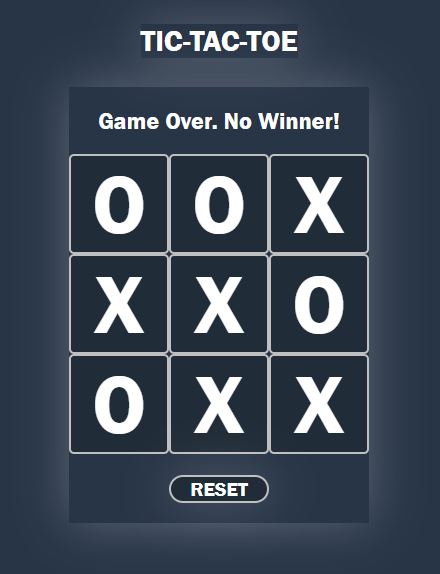 TIC-TAC-TOE
Game Over. No Winner!
O O X
X X O
O X X
RESET